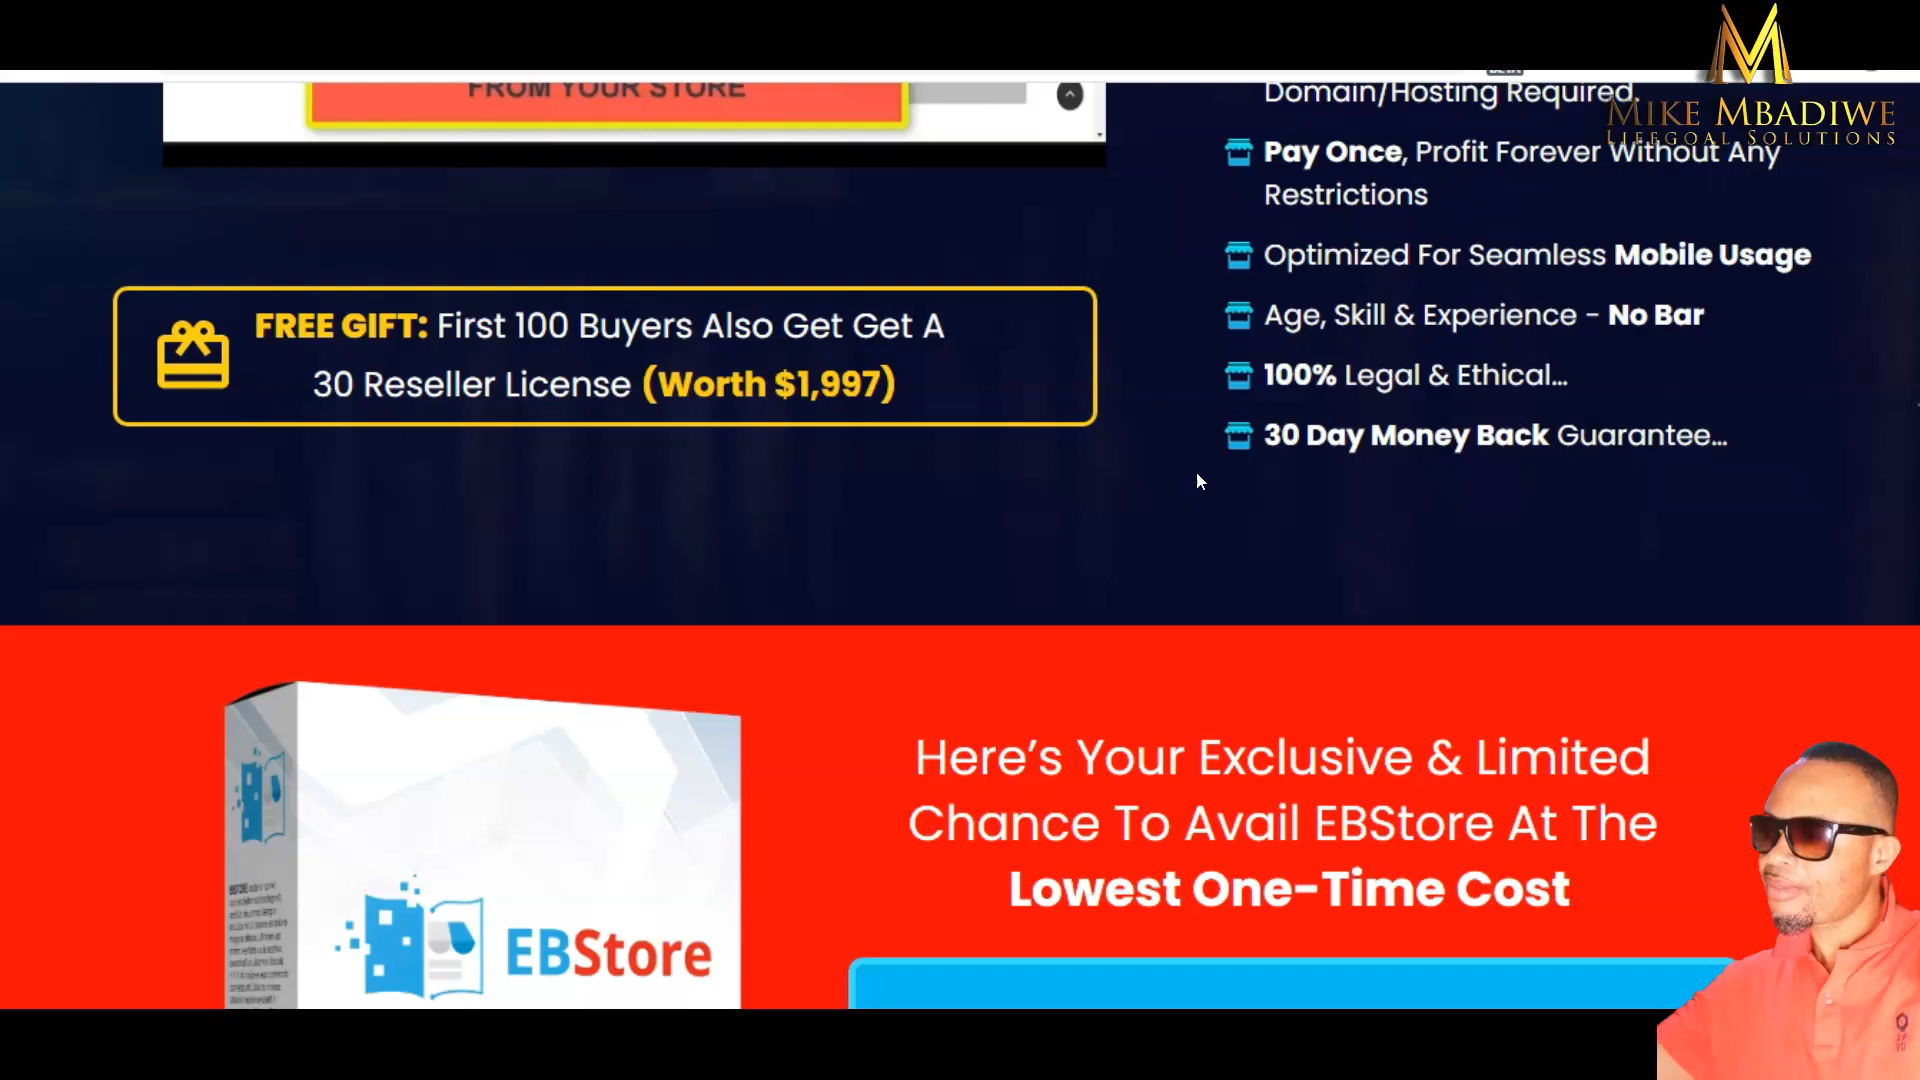 FROM YOUR STORE
BETA
Domain/Hosting Required.
MIKE MBADIWE
LIFEGOAL SOLUTIONS
Pay Once, Profit Forever Without Any
Restrictions
Optimized For Seamless Mobile Usage
Age, Skill & Experience - No Bar
100% Legal & Ethical...
30 Day Money Back Guarantee...
FREE GIFT: First 100 Buyers Also Get Get A
30 Reseller License (Worth $1,997)
Here's Your Exclusive & Limited
Chance To Avail EBStore At The
Lowest One-Time Cost
EBStore